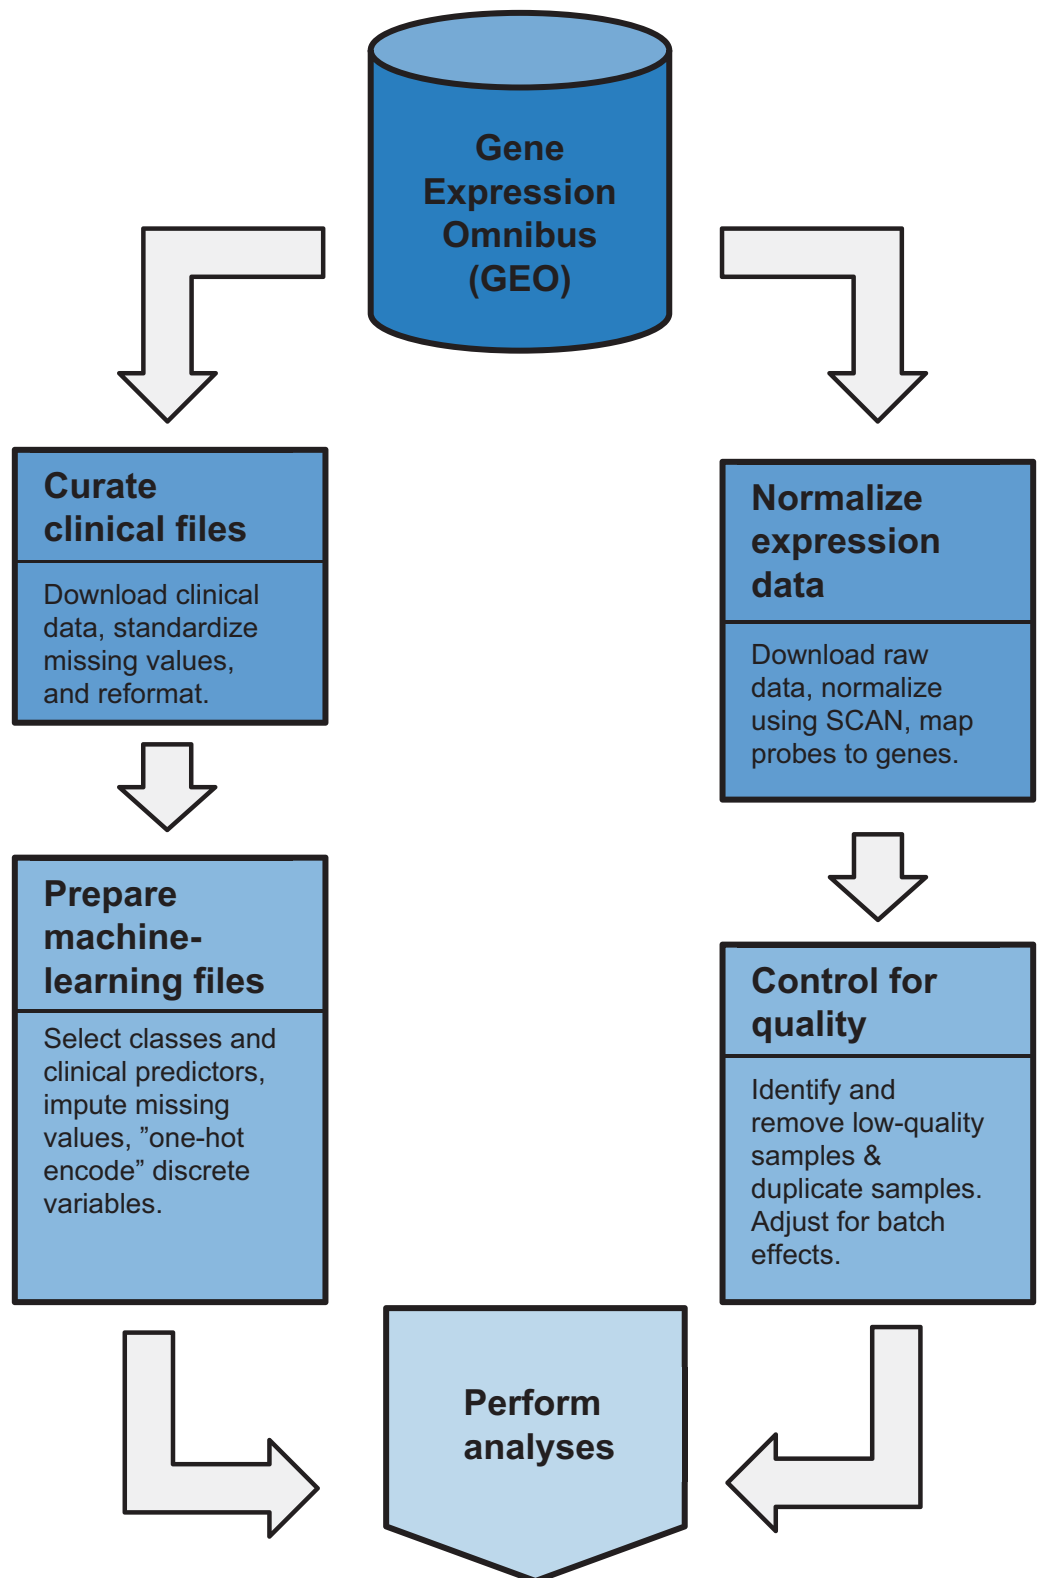 Gene
Expression
Omnibus
(GEO)
Curate
clinical files
Download clinical
data, standardize
missing values,
and reformat.
Prepare
machine-
learning files
Select classes and
clinical predictors,
impute missing
values, ”one-hot
encode” discrete
variables.
Normalize
expression
data
Download raw
data, normalize
using SCAN, map
probes to genes.
Control for
quality
Identify and
remove low-quality
samples &
duplicate samples.
Adjust for batch
effects.
Perform
analyses